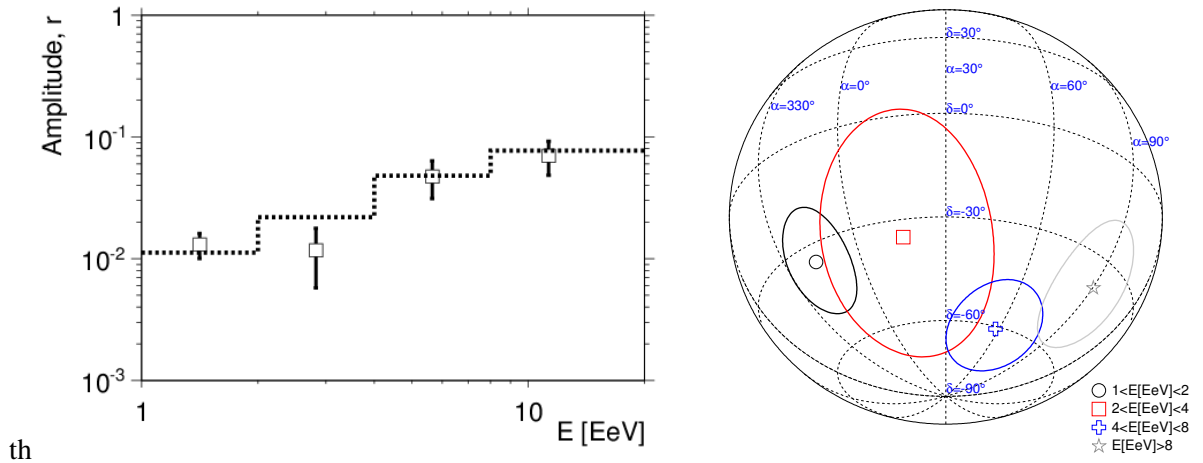 Amplitude, r
1
10⁻¹
10⁻²
10⁻³
1
10
E [EeV]
δ=30°
α=30°
α=0°
α=60°
α=330°
δ=0°
α=90°
δ=-30°
δ=-60°
δ=-90°
1<E[EeV]<2
2<E[EeV]<4
4<E[EeV]<8
E[EeV]>8
th